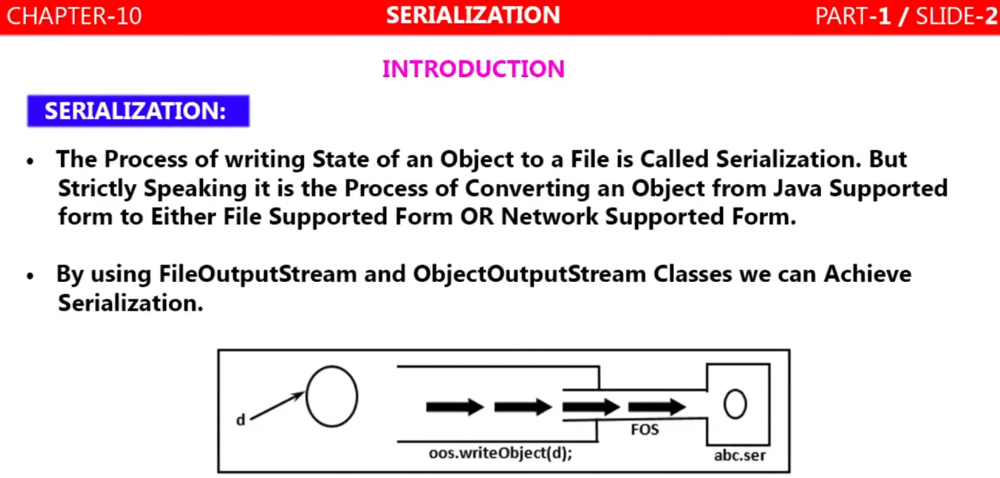 CHAPTER-10 SERIALIZATION PART-1 / SLIDE-2
INTRODUCTION
SERIALIZATION:
• The Process of writing State of an Object to a File is Called Serialization. But
Strictly Speaking it is the Process of Converting an Object from Java Supported
form to Either File Supported Form OR Network Supported Form.
• By using FileOutputStream and ObjectOutputStream Classes we can Achieve
Serialization.
d
FOS
oos.writeObject(d);
abc.ser